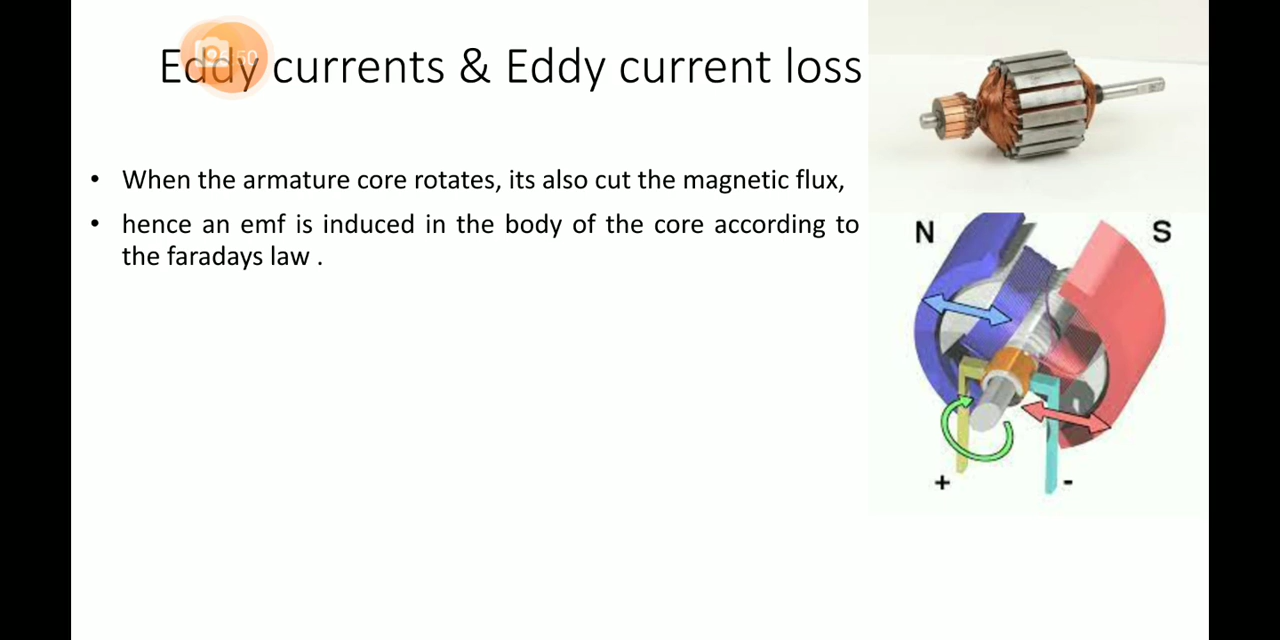 Eddy currents & Eddy current loss
• When the armature core rotates, its also cut the magnetic flux,
• hence an emf is induced in the body of the core according to
the faradays law .
N S
+ -